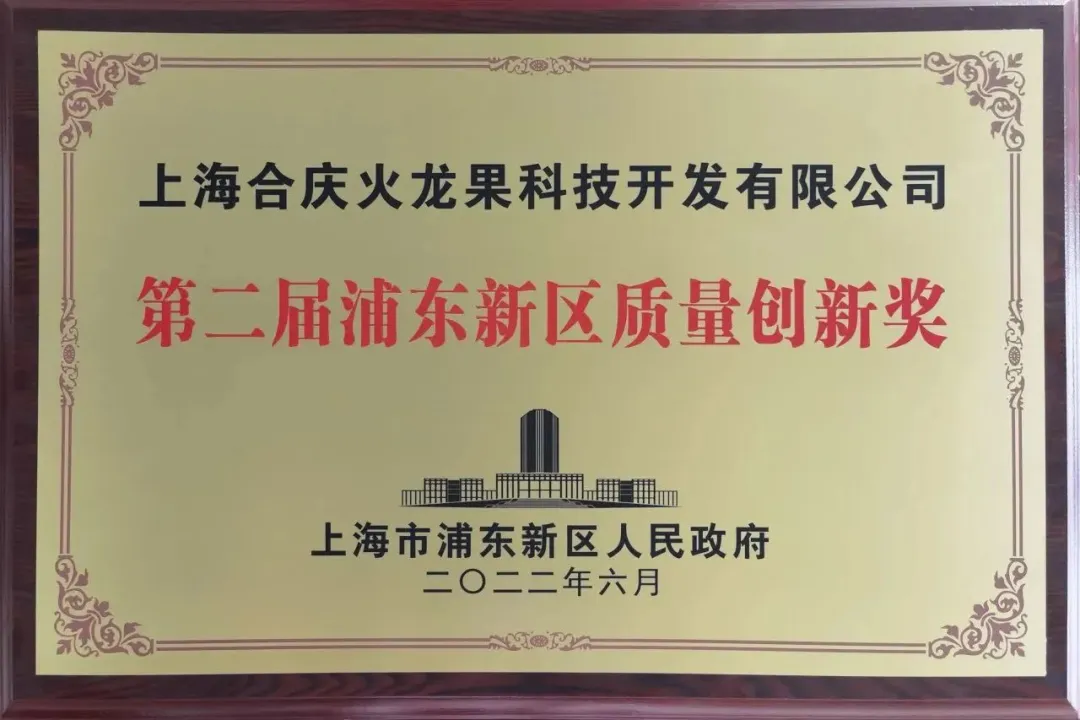 上海合庆火龙果科技开发有限公司
第二届浦东新区质量创新奖
上海市浦东新区人民政府
二〇二二年六月